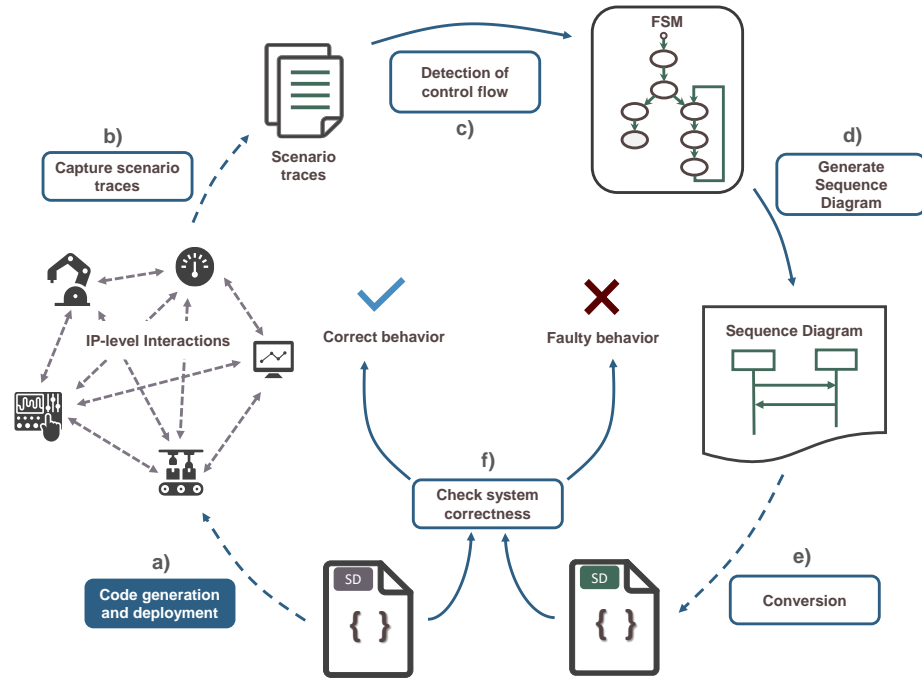 FSM
Detection of
control flow
c)
b)
Capture scenario
traces
Scenario
traces
d)
Generate
Sequence
Diagram
IP-level Interactions
Correct behavior
Faulty behavior
Sequence Diagram
f)
Check system
correctness
a)
Code generation
and deployment
SD
{ }
SD
{ }
e)
Conversion